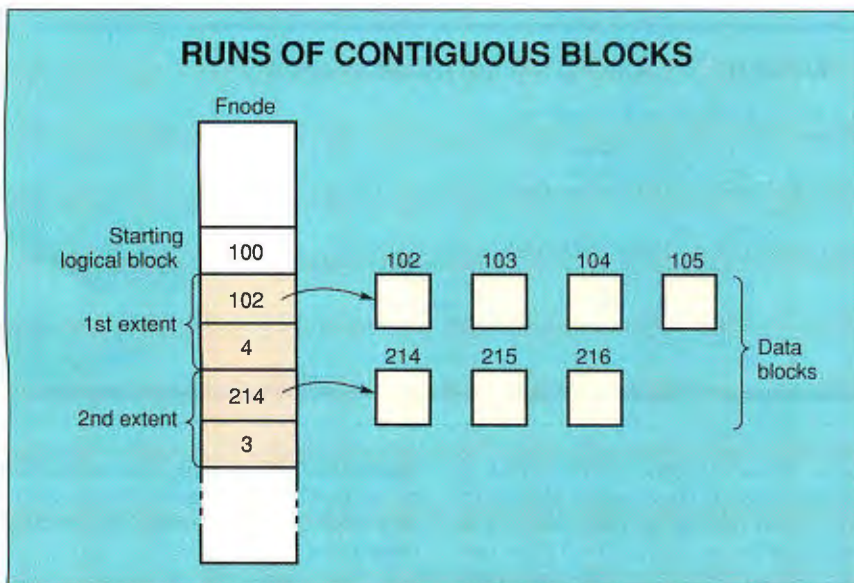 RUNS OF CONTIGUOUS BLOCKS
Fnode
Starting
logical block
100
1st extent
102
4
2nd extent
214
3
102 103 104 105
214 215 216
Data
blocks